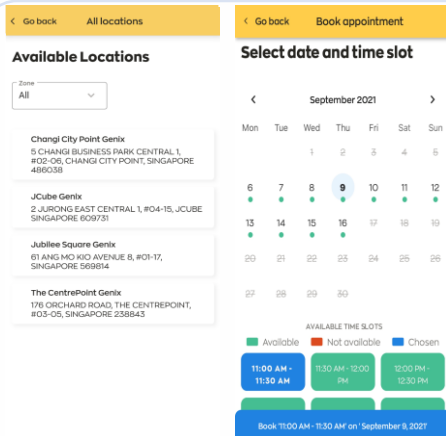 Go back All locations
Available Locations
Zone
All
Changi City Point Genix
5 CHANGI BUSINESS PARK CENTRAL 1,
#02-06, CHANGI CITY POINT, SINGAPORE
486038
JCube Genix
2 JURONG EAST CENTRAL 1, #04-15, JCUBE
SINGAPORE 609731
Jubilee Square Genix
61 ANG MO KIO AVENUE 8, #01-17,
SINGAPORE 569814
The CentrePoint Genix
176 ORCHARD ROAD, THE CENTREPOINT,
#03-05, SINGAPORE 238843
Go back Book appointment
Select date and time slot
September 2021
Mon Tue Wed Thu Fri Sat Sun
1 2 3 4 5
6 7 8 9 10 11 12
13 14 15 16 17 18 19
20 21 22 23 24 25 26
27 28 29 30
AVAILABLE TIME SLOTS
Available Not available Chosen
11:00 AM - 11:30 AM - 12:00 12:00 PM -
11:30 AM PM 12:30 PM
Book '11:00 AM - 11:30 AM' on ' September 9, 2021'